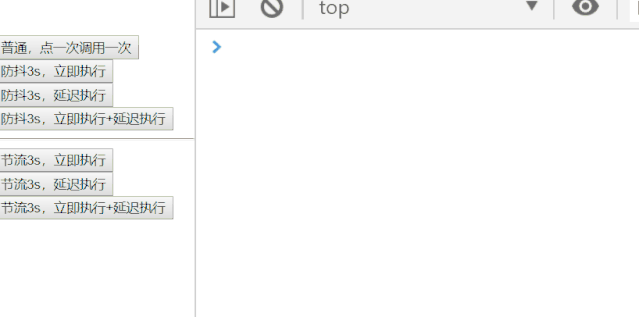 top
普通，点一次调用一次
防抖3s，立即执行
防抖3s，延迟执行
防抖3s，立即执行+延迟执行
节流3s，立即执行
节流3s，延迟执行
节流3s，立即执行+延迟执行